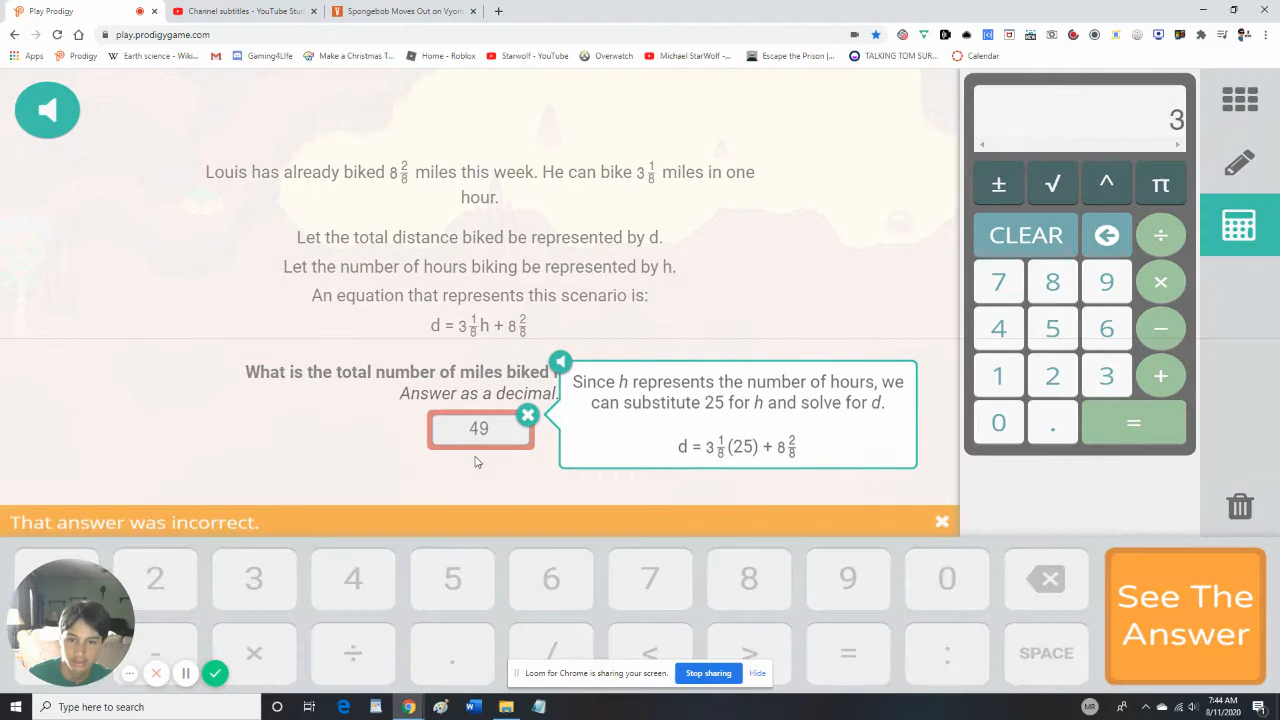 Play Prodigy
Channel subtitles - YouTube Stud
Spongebob Moves Out on Vyon
play.prodigygame.com
Apps
Prodigy
Earth science - Wiki...
Gmail
Gaming4Life
Make a Christmas T...
Home - Roblox
Starwolf - YouTube
Overwatch
Michael StarWolf -...
Escape the Prison |...
TALKING TOM SUR...
Calendar
Louis has already biked 8 2/8 miles this week. He can bike 3 1/8 miles in one
hour.
Let the total distance biked be represented by d.
Let the number of hours biking be represented by h.
An equation that represents this scenario is:
d = 3 1/8 h + 8 2/8
What is the total number of miles biked
Answer as a decimal.
49
Since h represents the number of hours, we
can substitute 25 for h and solve for d.
d = 3 1/8 (25) + 8 2/8
That answer was incorrect.
3
± √ ^ π
CLEAR ÷
7 8 9 ×
4 5 6 −
1 2 3 +
0 . =
2 3 4 5 6 7 8 9 0
- × ÷ . / < > = : SPACE
See The
Answer
Loom for Chrome is sharing your screen.
Stop sharing
Hide
Type here to search
MR
7:44 AM
8/11/2020